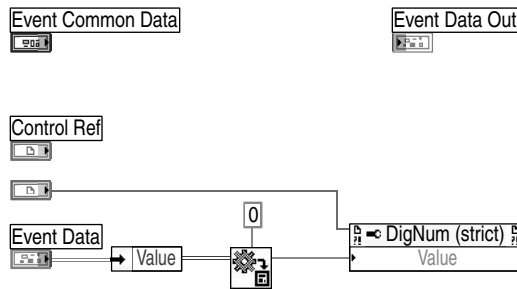 Event Common Data
Event Data Out
Control Ref
0
Event Data
Value
DigNum (strict)
Value